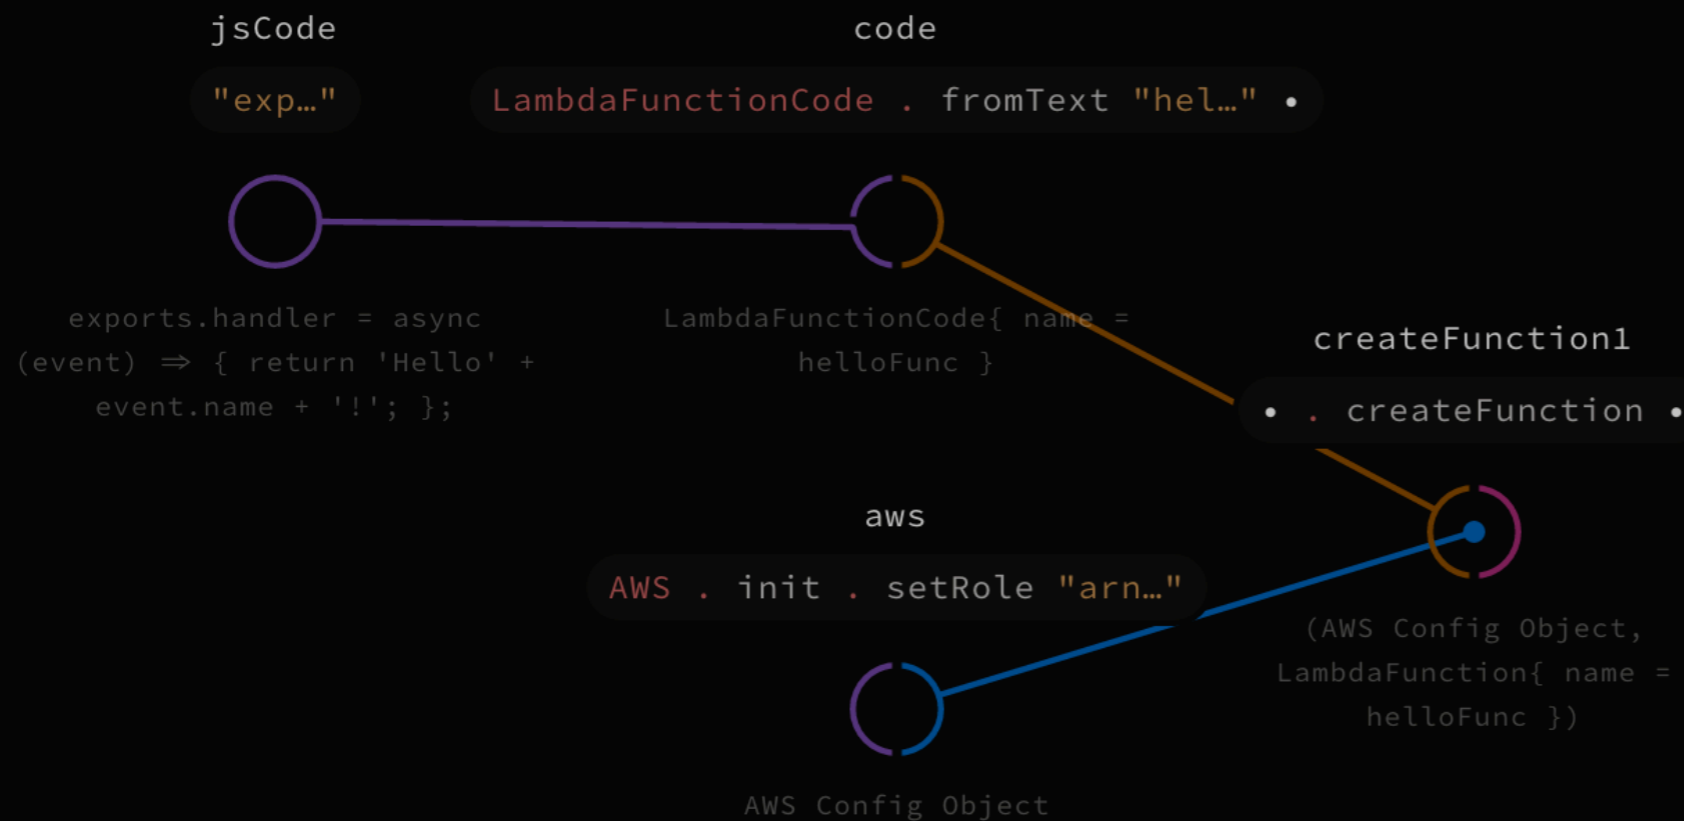 jsCode
"exp…"
exports.handler = async
(event) ⇒ { return 'Hello' +
event.name + '!'; };
code
LambdaFunctionCode . fromText "hel…" •
LambdaFunctionCode{ name =
helloFunc }
aws
AWS . init . setRole "arn…"
AWS Config Object
createFunction1
• . createFunction •
(AWS Config Object,
LambdaFunction{ name =
helloFunc })